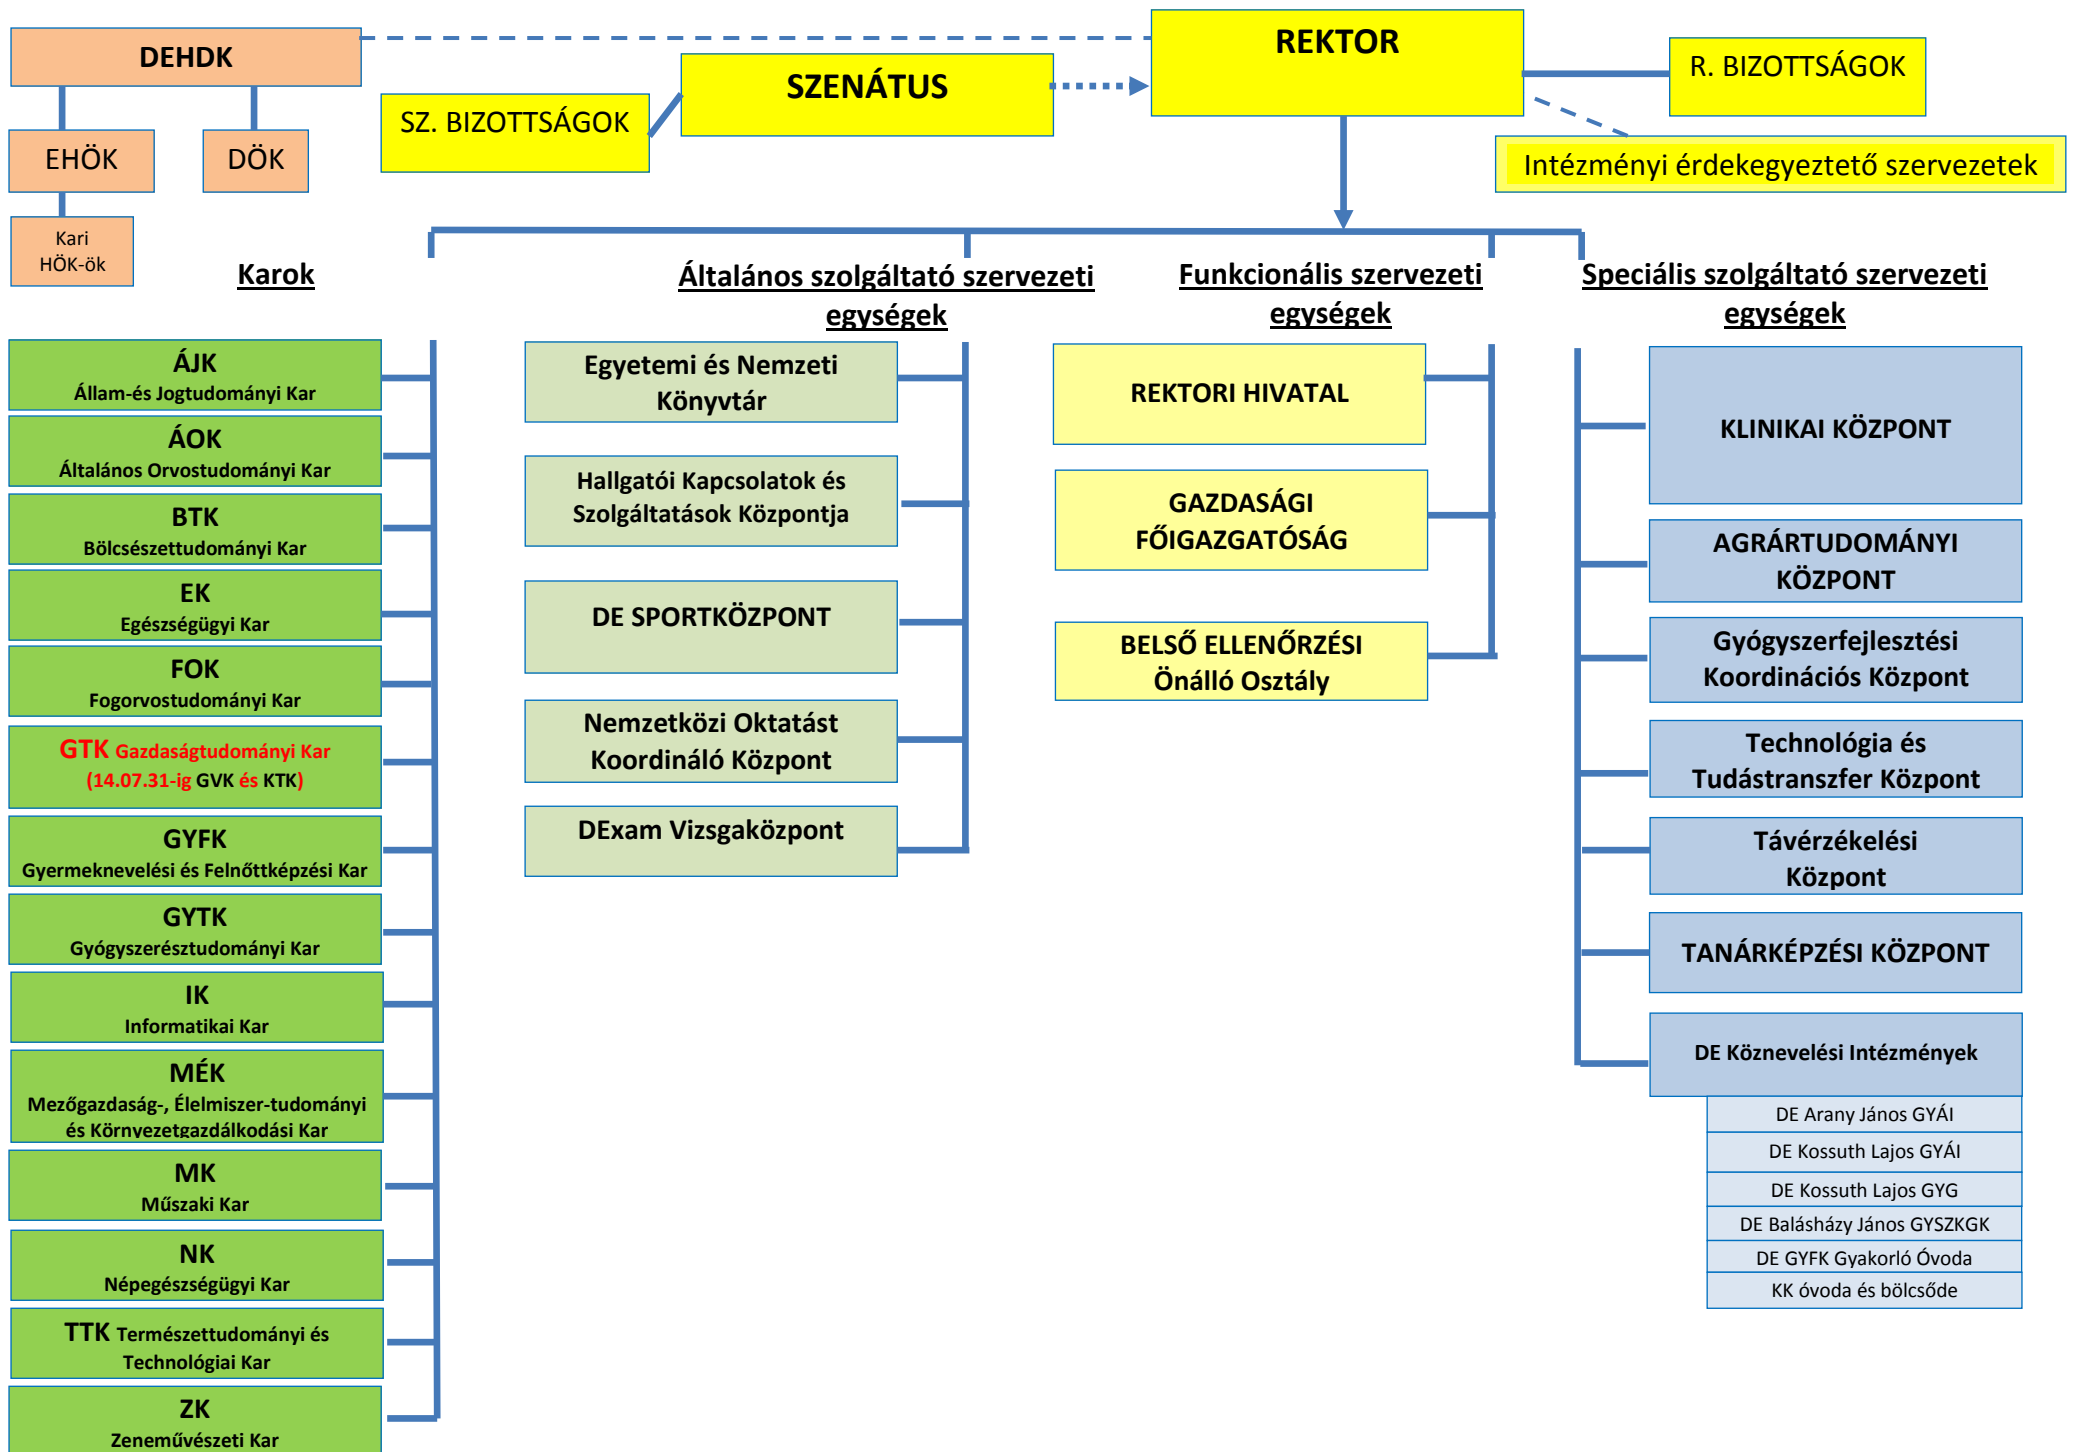 DEHDK
REKTOR
SZENÁTUS
R. BIZOTTSÁGOK
SZ. BIZOTTSÁGOK
EHÖK
DÖK
Intézményi érdekegyeztető szervezetek
Kari
HÖK-ök
Karok
Általános szolgáltató szervezeti
egységek
Funkcionális szervezeti
egységek
Speciális szolgáltató szervezeti
egységek
ÁJK
Állam-és Jogtudományi Kar
ÁOK
Általános Orvostudományi Kar
BTK
Bölcsészettudományi Kar
EK
Egészségügyi Kar
FOK
Fogorvostudományi Kar
GTK Gazdaságtudományi Kar
(14.07.31-ig GVK és KTK)
GYFK
Gyermeknevelési és Felnőttképzési Kar
GYTK
Gyógyszerésztudományi Kar
IK
Informatikai Kar
MÉK
Mezőgazdaság-, Élelmiszer-tudományi
és Környezetgazdálkodási Kar
MK
Műszaki Kar
NK
Népegészségügyi Kar
TTK Természettudományi és
Technológiai Kar
ZK
Zeneművészeti Kar
Egyetemi és Nemzeti
Könyvtár
Hallgatói Kapcsolatok és
Szolgáltatások Központja
DE SPORTKÖZPONT
Nemzetközi Oktatást
Koordináló Központ
DExam Vizsgaközpont
REKTORI HIVATAL
GAZDASÁGI
FŐIGAZGATÓSÁG
BELSŐ ELLENŐRZÉSI
Önálló Osztály
KLINIKAI KÖZPONT
AGRÁRTUDOMÁNYI
KÖZPONT
Gyógyszerfejlesztési
Koordinációs Központ
Technológia és
Tudástranszfer Központ
Távérzékelési
Központ
TANÁRKÉPZÉSI KÖZPONT
DE Köznevelési Intézmények
DE Arany János GYÁI
DE Kossuth Lajos GYÁI
DE Kossuth Lajos GYG
DE Balásházy János GYSZKGK
DE GYFK Gyakorló Óvoda
KK óvoda és bölcsőde